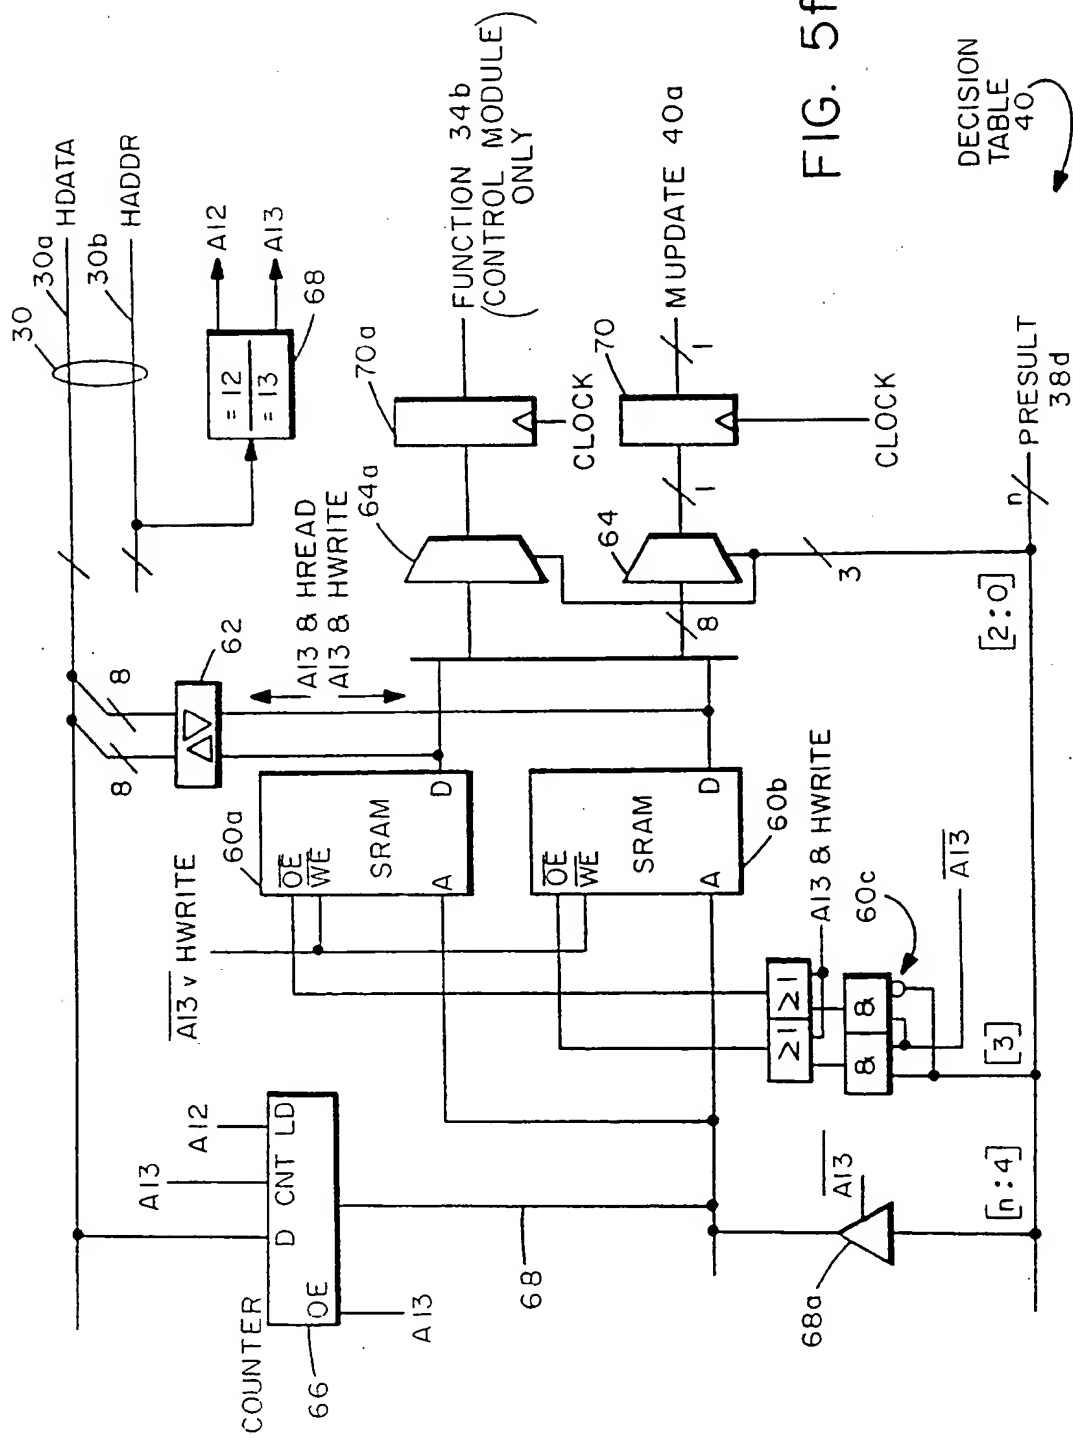 30
30a
HDATA
30b
HADDR
= 12
= 13
A12
A13
68
62
8
8
A13 & HREAD
A13 & HWRITE
A13 v HWRITE
60a
OE
WE
SRAM
A
D
60b
OE
WE
SRAM
A
D
A13
A12
COUNTER
D
CNT
LD
OE
66
A13
68
64a
70a
CLOCK
FUNCTION 34b
(CONTROL MODULE)
ONLY
64
8
1
70
1
CLOCK
MUPDATE 40a
3
≥1
≥1
&
&
A13 & HWRITE
60c
A13
68a
A13
[n:4]
[3]
[2:0]
n
PRESULT
38d
FIG. 5f
DECISION
TABLE
40